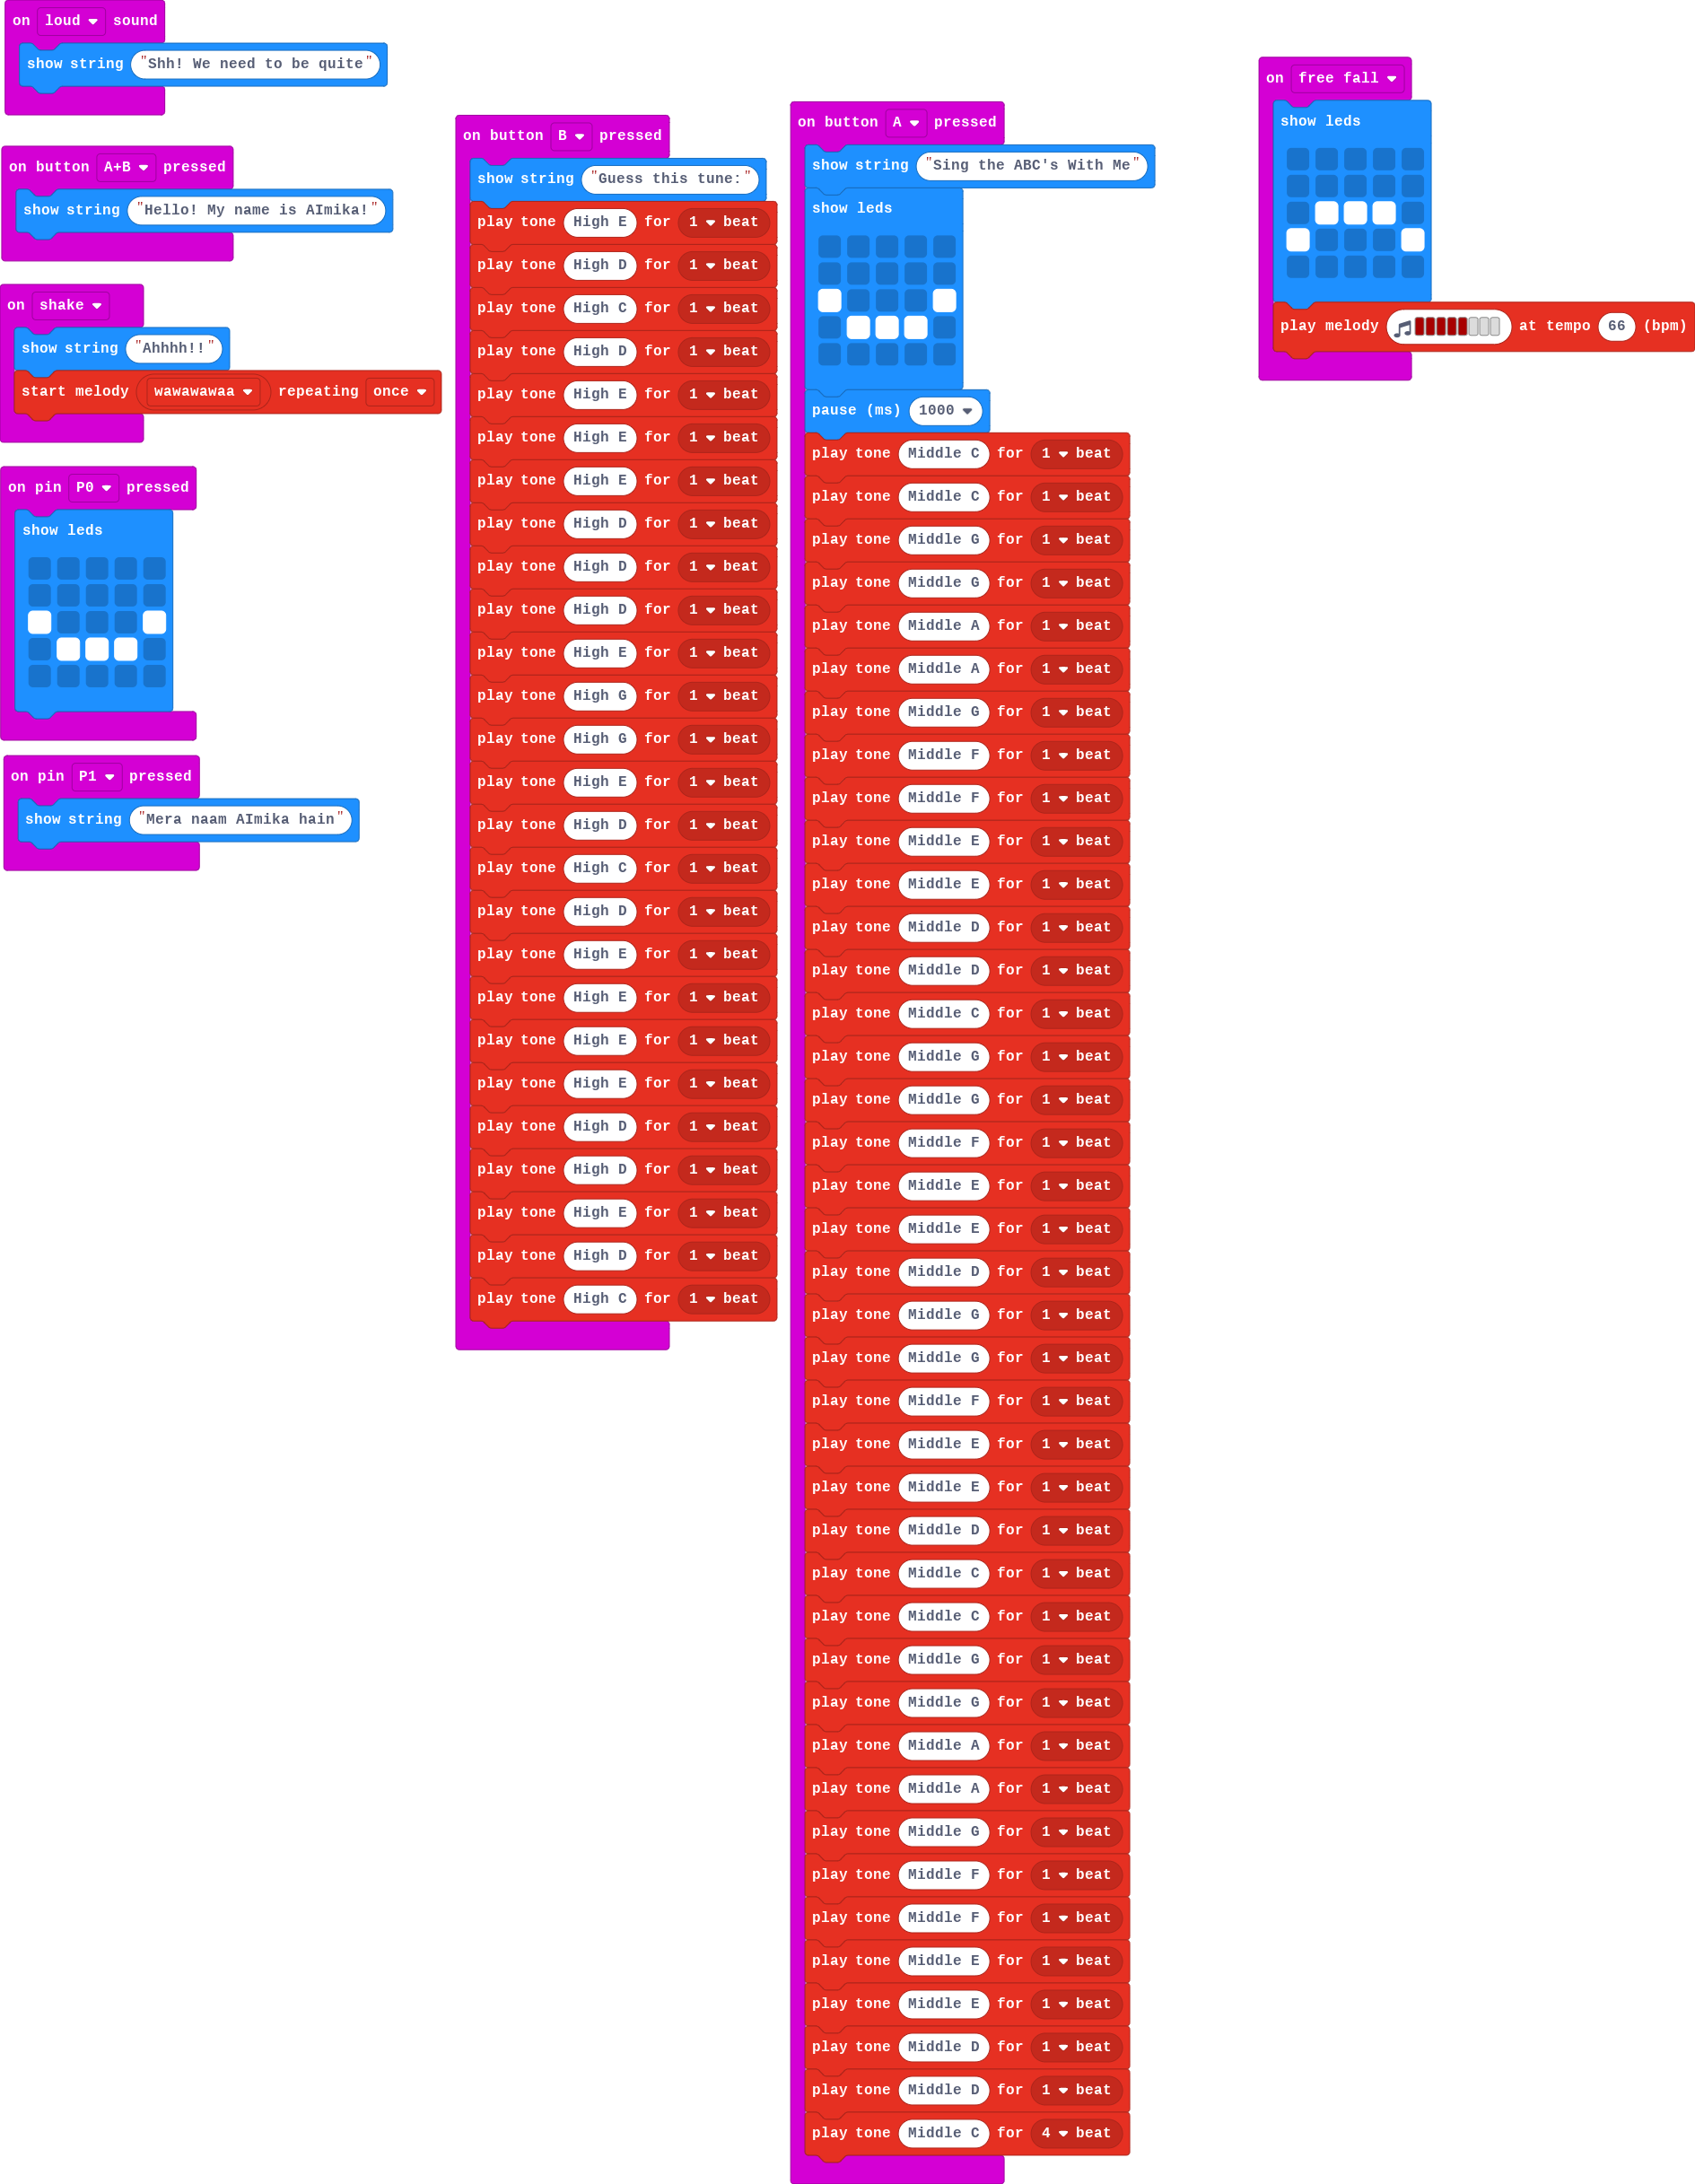 on loud sound
show string "Shh! We need to be quite"
on button A+B pressed
show string "Hello! My name is AImika!"
on shake
show string "Ahhhh!!"
start melody wawawawaa repeating once
on pin P0 pressed
show leds
on pin P1 pressed
show string "Mera naam AImika hain"
on button B pressed
show string "Guess this tune:"
play tone High E for 1 beat
play tone High D for 1 beat
play tone High C for 1 beat
play tone High D for 1 beat
play tone High E for 1 beat
play tone High E for 1 beat
play tone High E for 1 beat
play tone High D for 1 beat
play tone High D for 1 beat
play tone High D for 1 beat
play tone High E for 1 beat
play tone High G for 1 beat
play tone High G for 1 beat
play tone High E for 1 beat
play tone High D for 1 beat
play tone High C for 1 beat
play tone High D for 1 beat
play tone High E for 1 beat
play tone High E for 1 beat
play tone High E for 1 beat
play tone High E for 1 beat
play tone High D for 1 beat
play tone High D for 1 beat
play tone High E for 1 beat
play tone High D for 1 beat
play tone High C for 1 beat
on button A pressed
show string "Sing the ABC's With Me"
show leds
pause (ms) 1000
play tone Middle C for 1 beat
play tone Middle C for 1 beat
play tone Middle G for 1 beat
play tone Middle G for 1 beat
play tone Middle A for 1 beat
play tone Middle A for 1 beat
play tone Middle G for 1 beat
play tone Middle F for 1 beat
play tone Middle F for 1 beat
play tone Middle E for 1 beat
play tone Middle E for 1 beat
play tone Middle D for 1 beat
play tone Middle D for 1 beat
play tone Middle C for 1 beat
play tone Middle G for 1 beat
play tone Middle G for 1 beat
play tone Middle F for 1 beat
play tone Middle E for 1 beat
play tone Middle E for 1 beat
play tone Middle D for 1 beat
play tone Middle G for 1 beat
play tone Middle G for 1 beat
play tone Middle F for 1 beat
play tone Middle E for 1 beat
play tone Middle E for 1 beat
play tone Middle D for 1 beat
play tone Middle C for 1 beat
play tone Middle C for 1 beat
play tone Middle G for 1 beat
play tone Middle G for 1 beat
play tone Middle A for 1 beat
play tone Middle A for 1 beat
play tone Middle G for 1 beat
play tone Middle F for 1 beat
play tone Middle F for 1 beat
play tone Middle E for 1 beat
play tone Middle E for 1 beat
play tone Middle D for 1 beat
play tone Middle D for 1 beat
play tone Middle C for 4 beat
on free fall
show leds
play melody at tempo 66 (bpm)